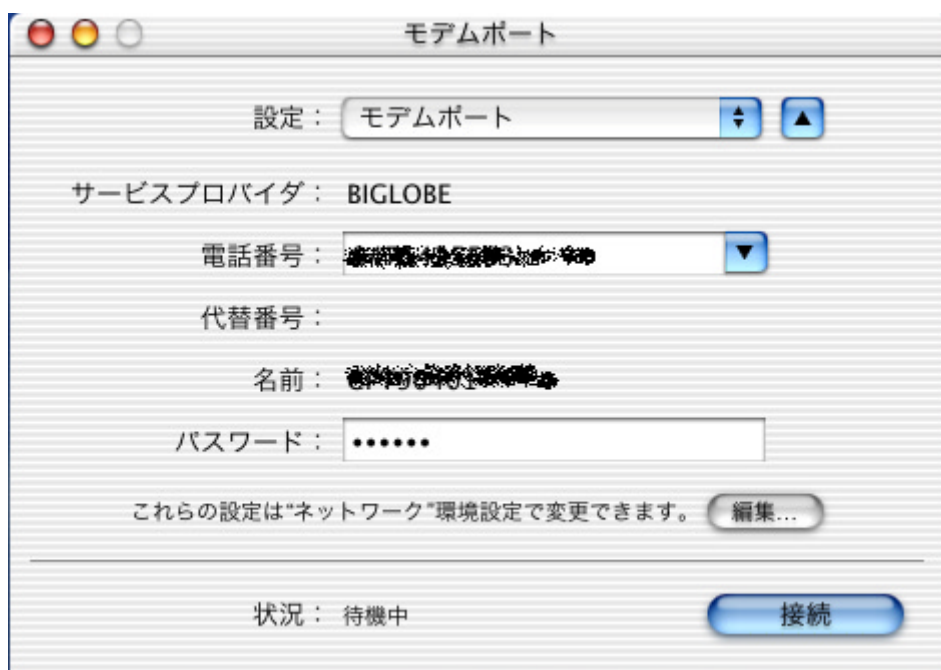 モデムポート
設定： モデムポート
サービスプロバイダ： BIGLOBE
電話番号：
代替番号：
名前：
パスワード： ••••••
これらの設定は“ネットワーク”環境設定で変更できます。 編集...
状況： 待機中 接続